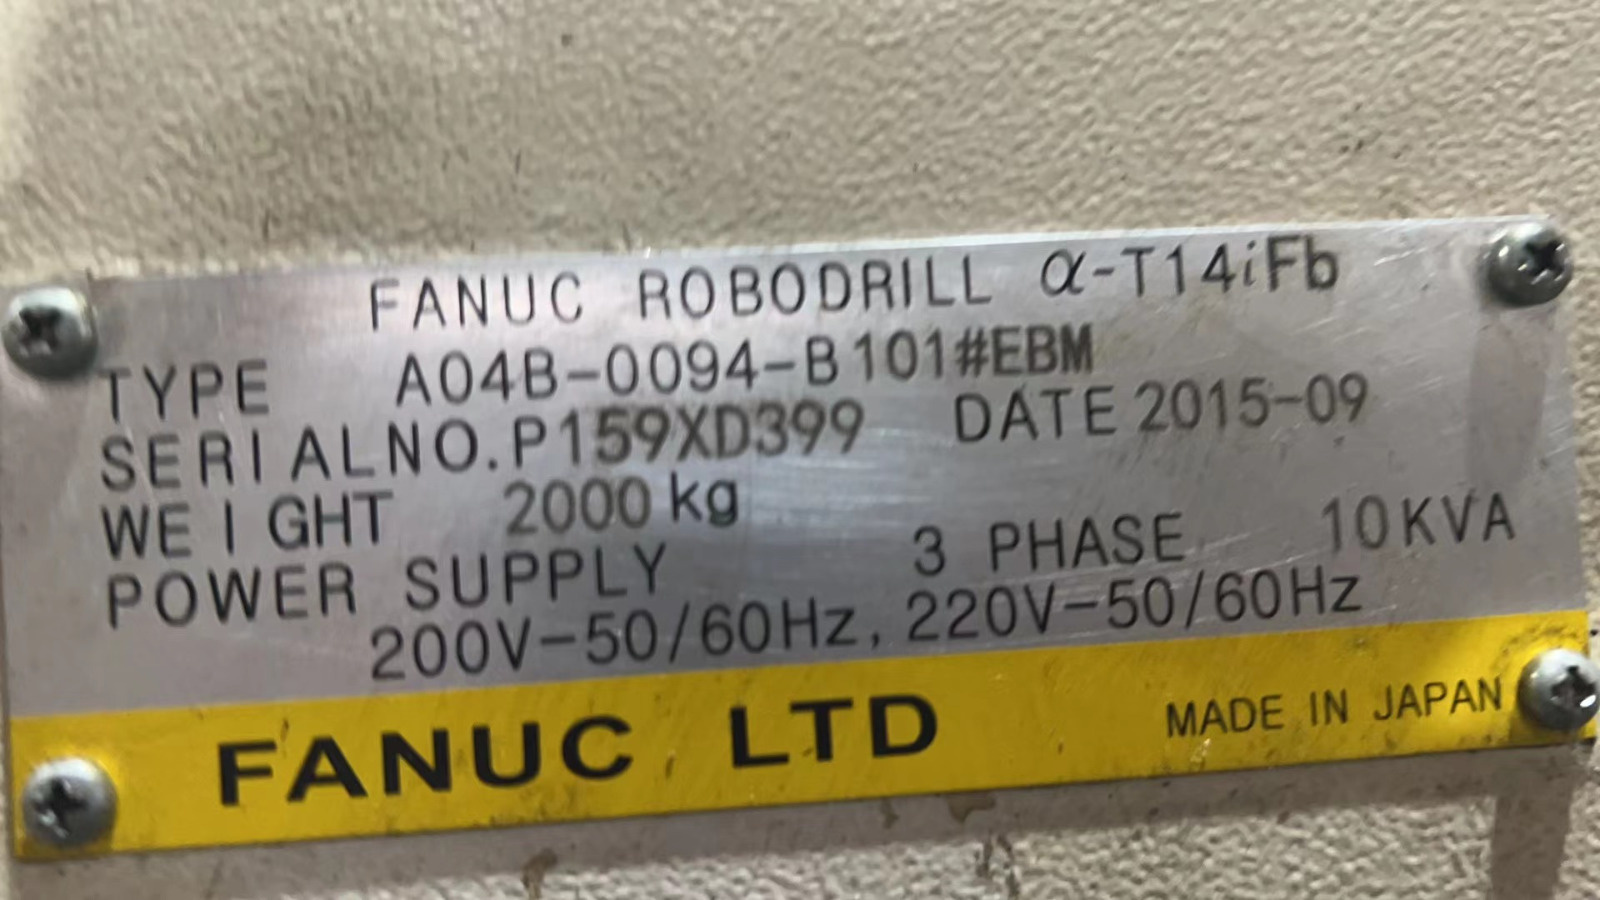 FANUC ROBODRILL α-T14iFb
TYPE A04B-0094-B101#EBM
SERIALNO. P159XD399 DATE 2015-09
WEIGHT 2000 kg
POWER SUPPLY 3 PHASE 10KVA
200V-50/60Hz, 220V-50/60Hz
FANUC LTD MADE IN JAPAN